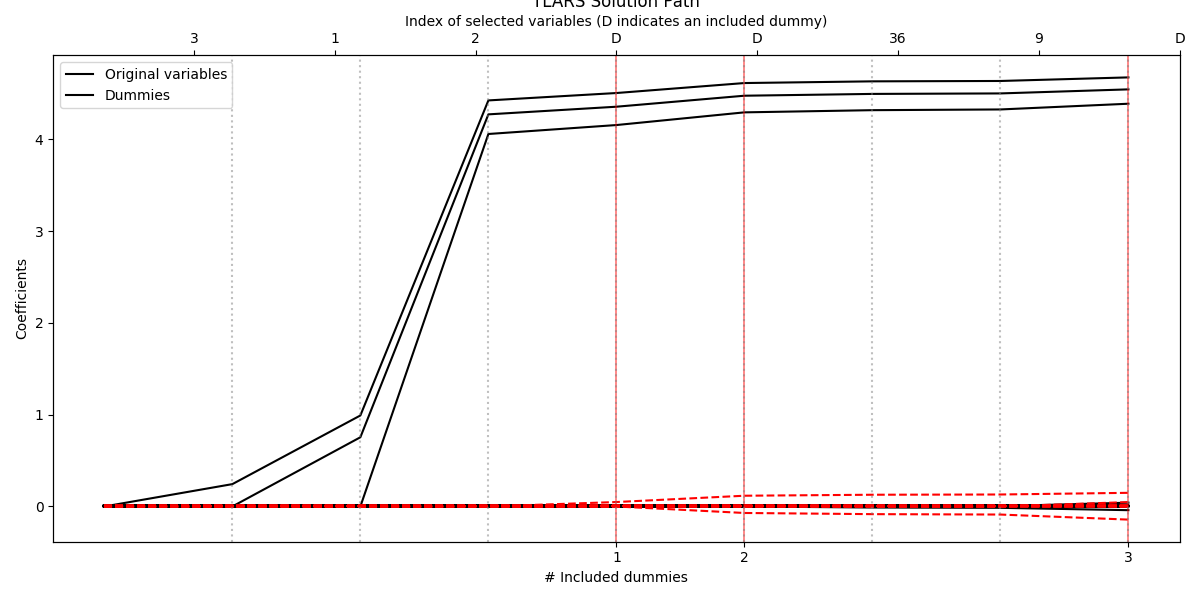 TLARS Solution Path
Index of selected variables (D indicates an included dummy)
3 1 2 D D 36 9 D
Original variables
Dummies
4
3
2
1
0
Coefficients
1 2 3
# Included dummies